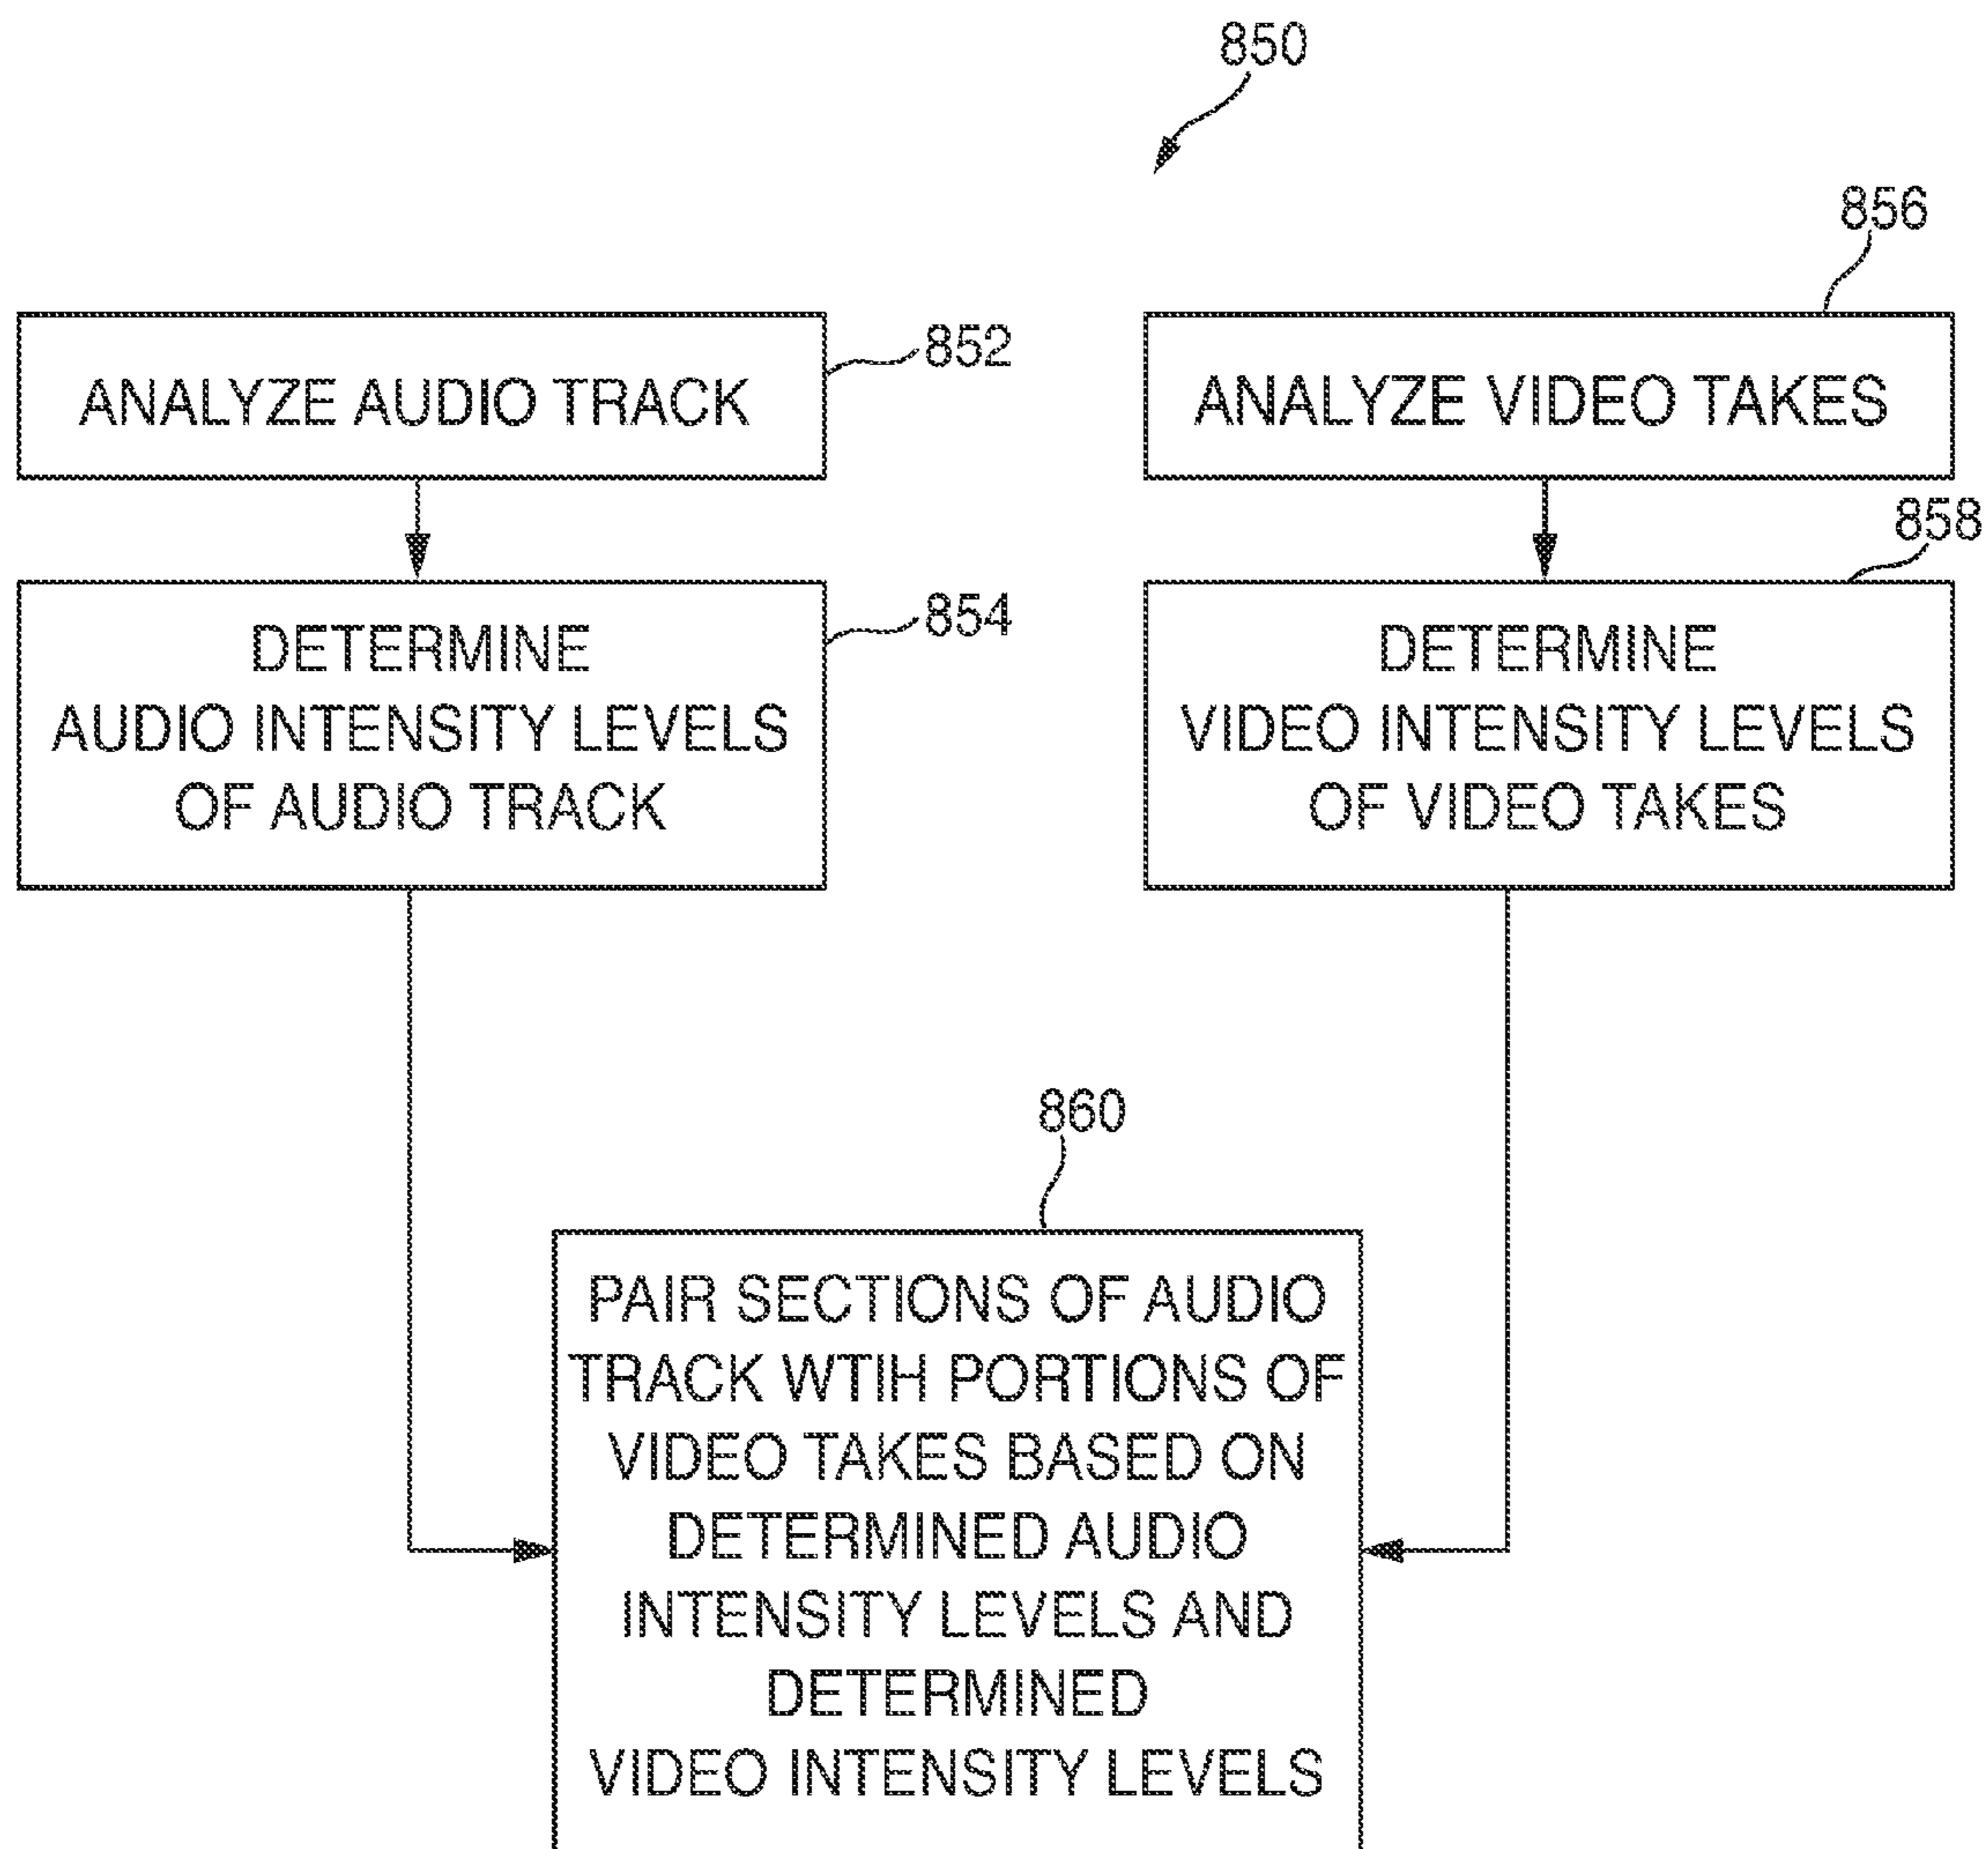 850
856
852
ANALYZE AUDIO TRACK
ANALYZE VIDEO TAKES
858
854
DETERMINE
AUDIO INTENSITY LEVELS
OF AUDIO TRACK
DETERMINE
VIDEO INTENSITY LEVELS
OF VIDEO TAKES
860
PAIR SECTIONS OF AUDIO
TRACK WTIH PORTIONS OF
VIDEO TAKES BASED ON
DETERMINED AUDIO
INTENSITY LEVELS AND
DETERMINED
VIDEO INTENSITY LEVELS